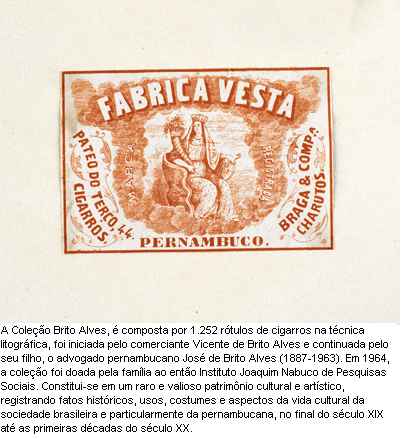 FABRICA VESTA
MARCA
PATEO DO TERÇO, 44
CIGARROS,
BRAGA & COMP.ª
CHARUTOS.
PERNAMBUCO.
A Coleção Brito Alves, é composta por 1.252 rótulos de cigarros na técnica
litográfica, foi iniciada pelo comerciante Vicente de Brito Alves e continuada pelo
seu filho, o advogado pernambucano José de Brito Alves (1887-1963). Em 1964,
a coleção foi doada pela família ao então Instituto Joaquim Nabuco de Pesquisas
Sociais. Constitui-se em um raro e valioso patrimônio cultural e artístico,
registrando fatos históricos, usos, costumes e aspectos da vida cultural da
sociedade brasileira e particularmente da pernambucana, no final do século XIX
até as primeiras décadas do século XX.